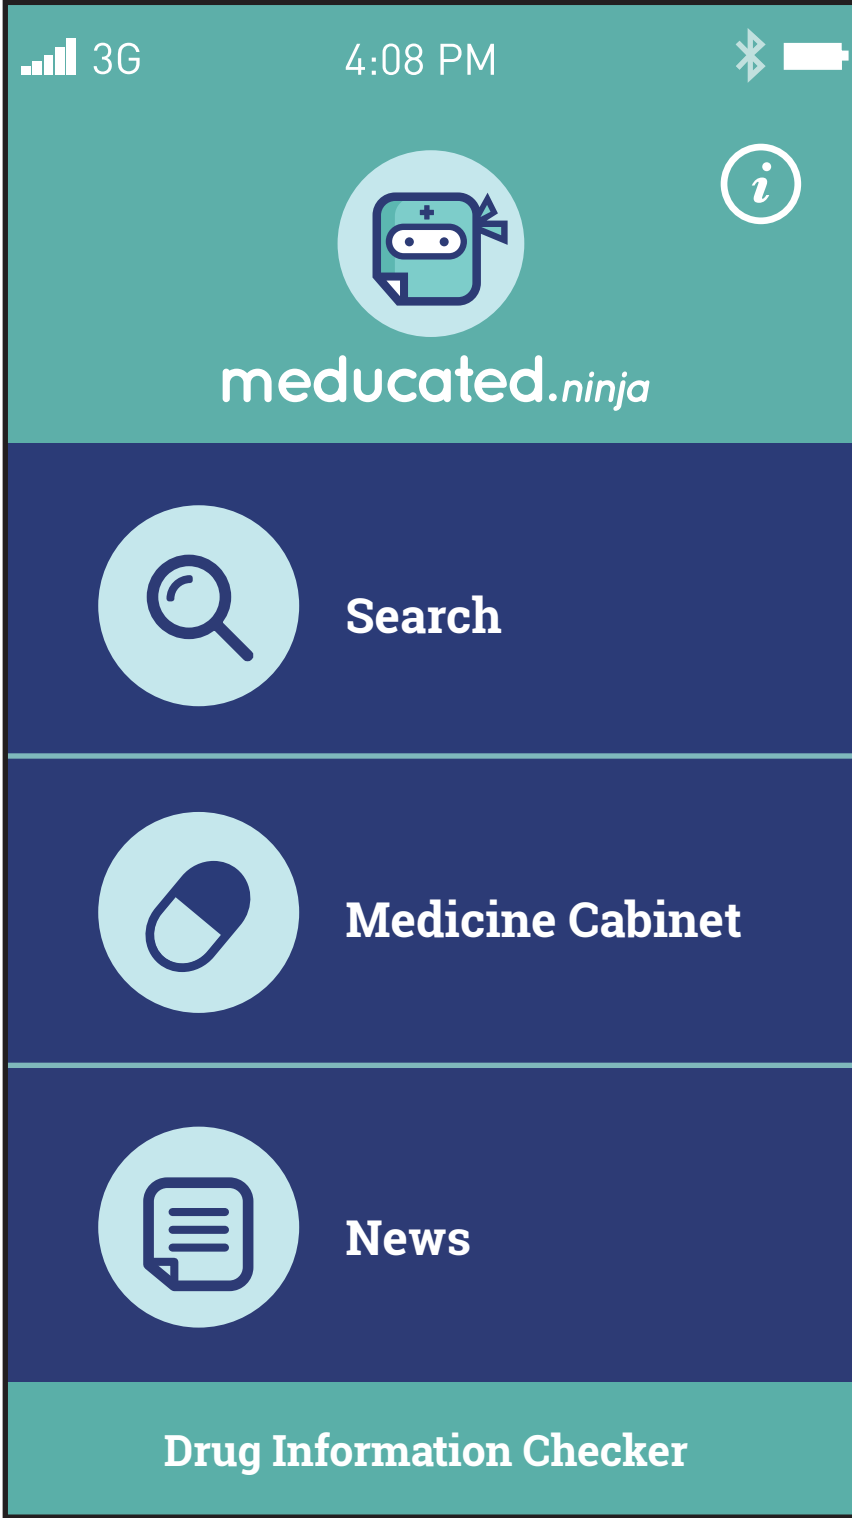 3G
4:08 PM
i
meducated.ninja
Search
Medicine Cabinet
News
Drug Information Checker